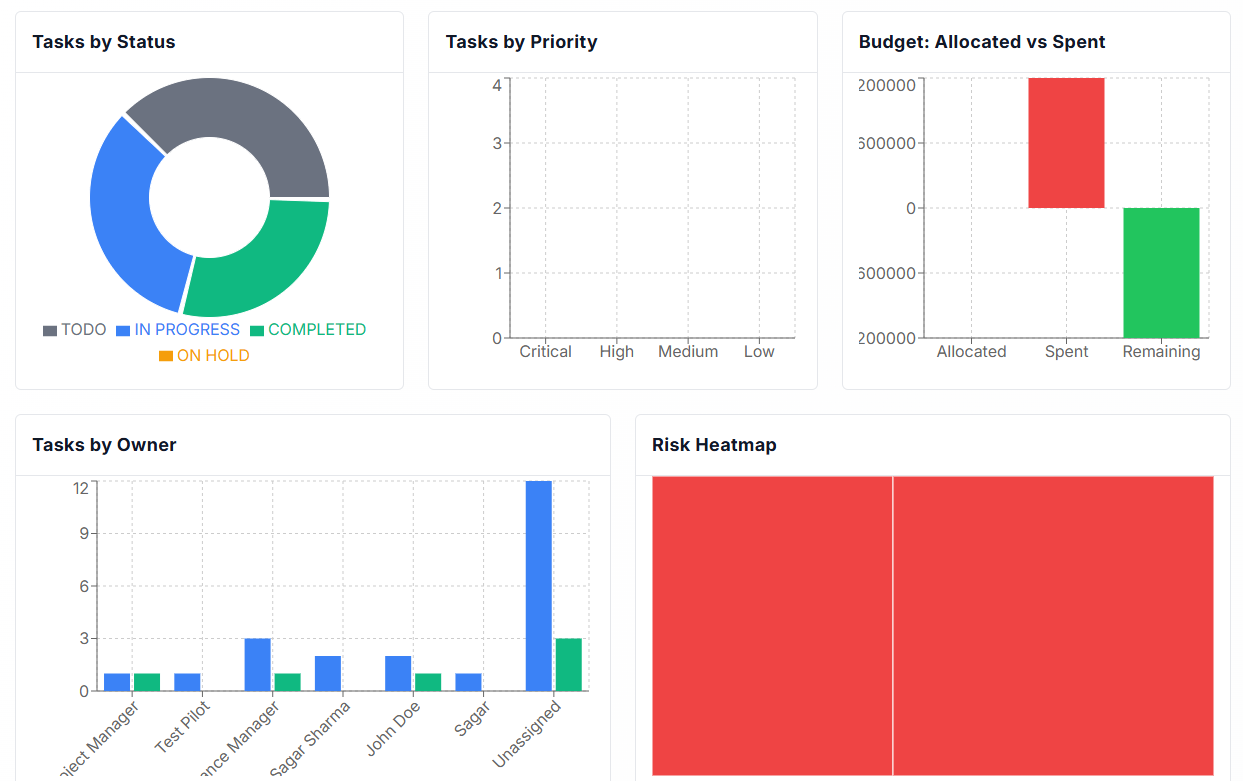 Tasks by Status
TODO IN PROGRESS COMPLETED
ON HOLD
Tasks by Priority
4
3
2
1
0
Critical High Medium Low
Budget: Allocated vs Spent
200000
600000
0
600000
200000
Allocated Spent Remaining
Tasks by Owner
12
9
6
3
0
oject Manager
Test Pilot
ance Manager
Sagar Sharma
John Doe
Sagar
Unassigned
Risk Heatmap